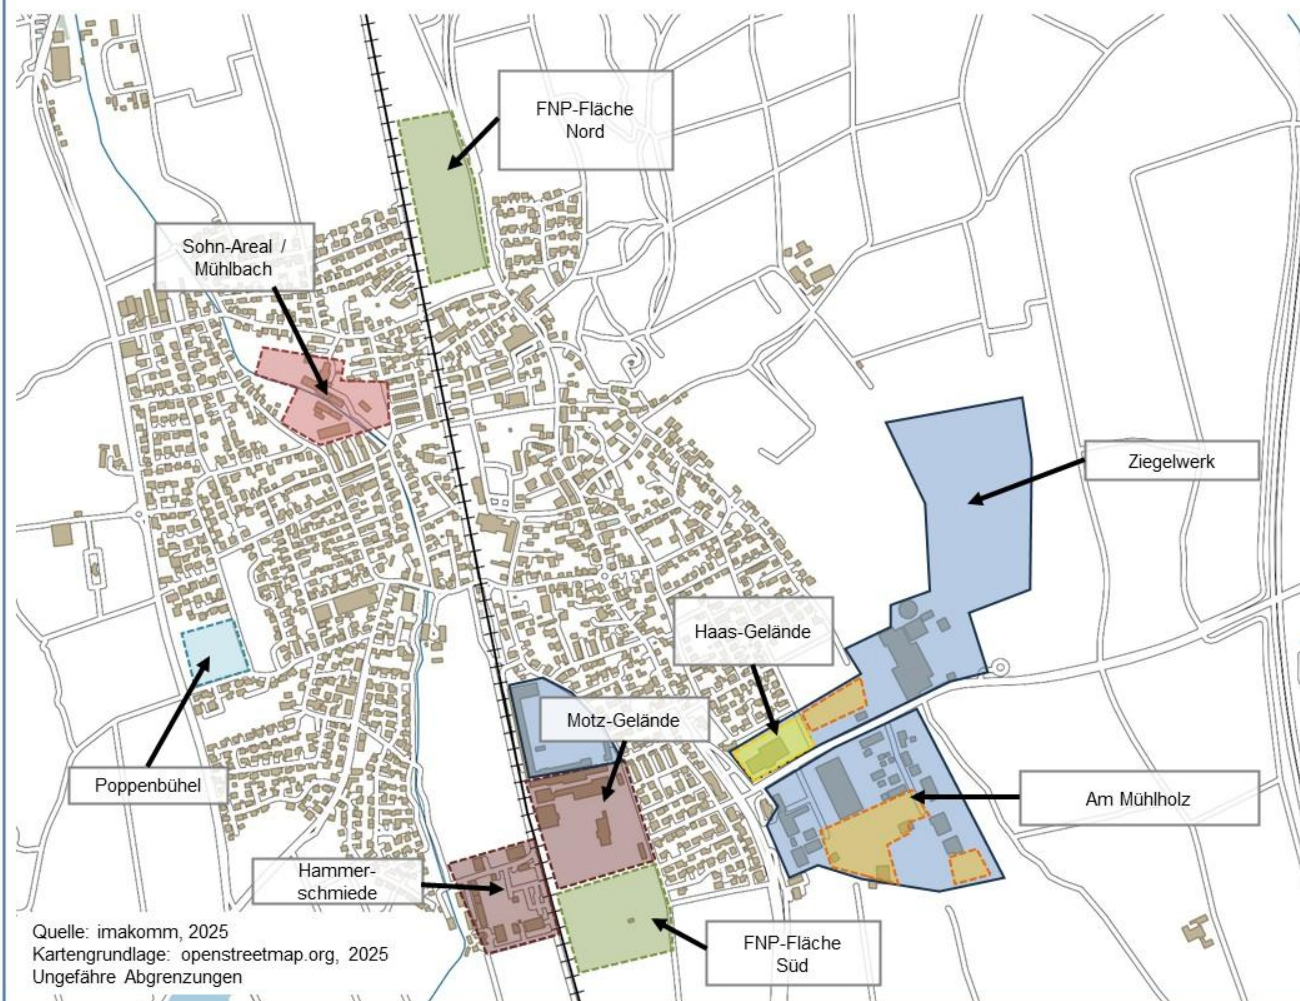 FNP-Fläche
Nord
Sohn-Areal /
Mühlbach
Ziegelwerk
Haas-Gelände
Motz-Gelände
Poppenbühel
Am Mühlholz
Hammer-
schmiede
FNP-Fläche
Süd
Quelle: imakomm, 2025
Kartengrundlage: openstreetmap.org, 2025
Ungefähre Abgrenzungen